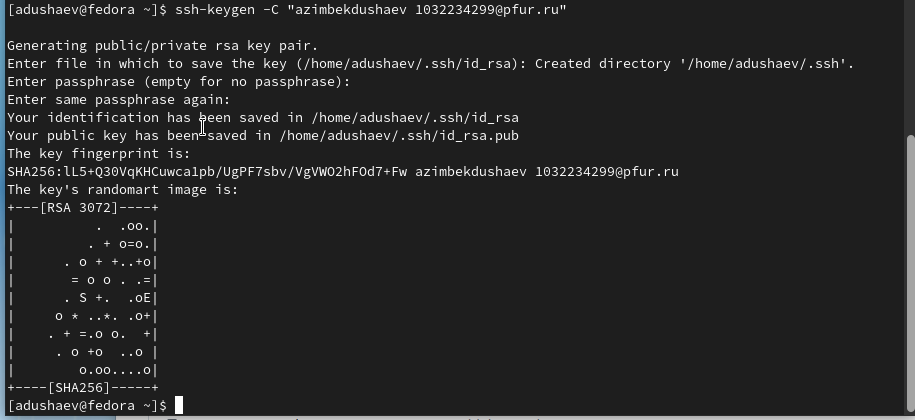 [adushaev@fedora ~]$ ssh-keygen -C "azimbekdushaev 1032234299@pfur.ru"
Generating public/private rsa key pair.
Enter file in which to save the key (/home/adushaev/.ssh/id_rsa): Created directory '/home/adushaev/.ssh'.
Enter passphrase (empty for no passphrase):
Enter same passphrase again:
Your identification has been saved in /home/adushaev/.ssh/id_rsa
Your public key has been saved in /home/adushaev/.ssh/id_rsa.pub
The key fingerprint is:
SHA256:lL5+Q30VqKHCuwca1pb/UgPF7sbv/VgVWO2hFOd7+Fw azimbekdushaev 1032234299@pfur.ru
The key's randomart image is:
+---[RSA 3072]----+
|          .  .oo.|
|         . + o=o.|
|      . o + +..+o|
|       = o o . .=|
|      . S +.  .oE|
|     o * ..*. .o+|
|    . + =.o o.  +|
|     . o +o  ..o |
|        o.oo....o|
+----[SHA256]-----+
[adushaev@fedora ~]$